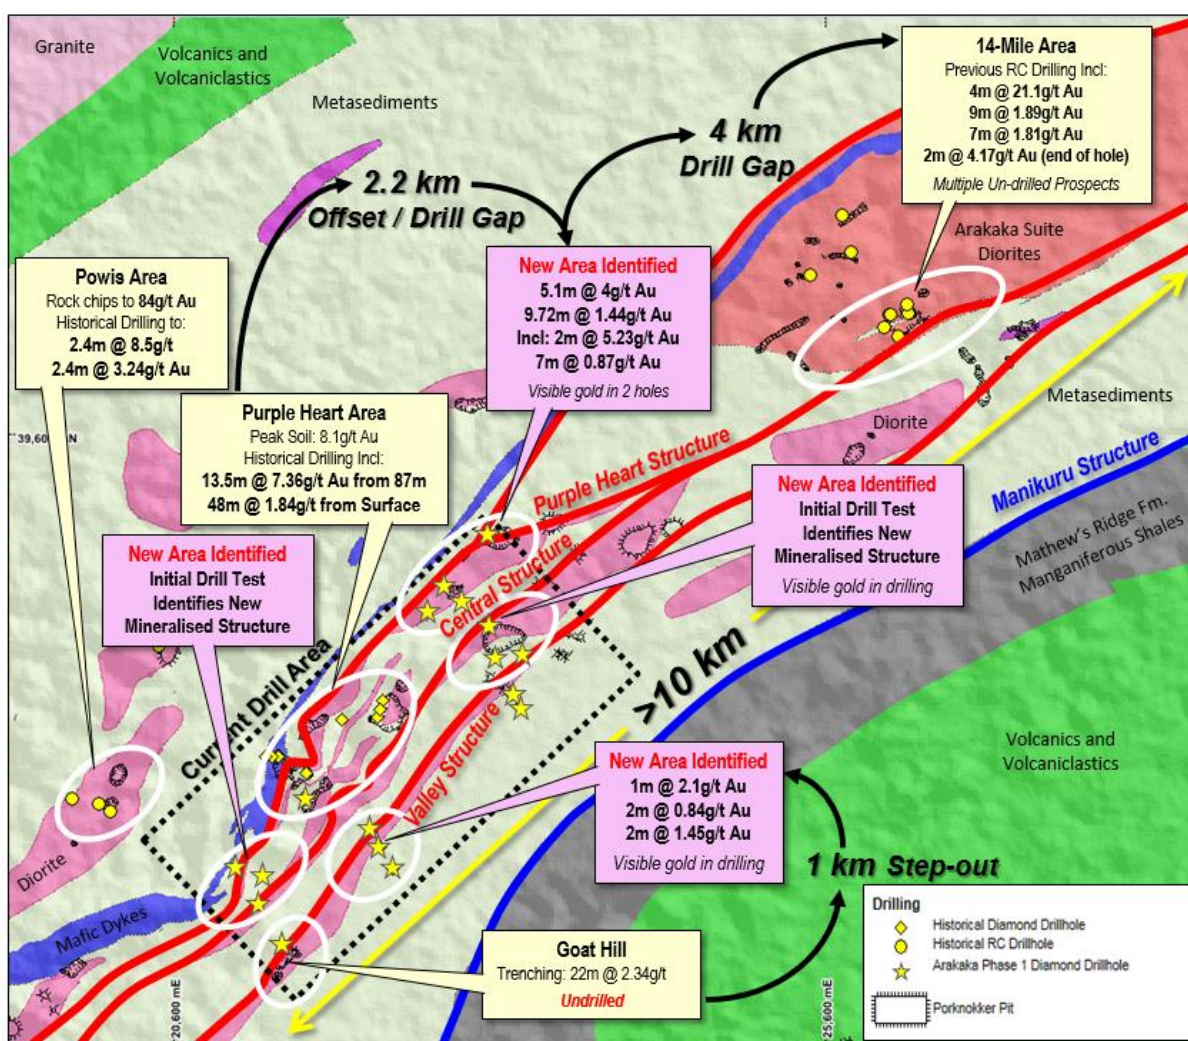 Granite
Volcanics and
Volcaniclastics
Metasediments
2.2 km
Offset / Drill Gap
4 km
Drill Gap
14-Mile Area
Previous RC Drilling Incl:
4m @ 21.1g/t Au
9m @ 1.89g/t Au
7m @ 1.81g/t Au
2m @ 4.17g/t Au (end of hole)
Multiple Un-drilled Prospects
Arakaka Suite
Diorites
Powis Area
Rock chips to 84g/t Au
Historical Drilling to:
2.4m @ 8.5g/t
2.4m @ 3.24g/t Au
New Area Identified
5.1m @ 4g/t Au
9.72m @ 1.44g/t Au
Incl: 2m @ 5.23g/t Au
7m @ 0.87g/t Au
Visible gold in 2 holes
Purple Heart Area
Peak Soil: 8.1g/t Au
Historical Drilling Incl:
13.5m @ 7.36g/t Au from 87m
48m @ 1.84g/t from Surface
Metasediments
Diorite
Purple Heart Structure
Manikuru Structure
Mathew's Ridge Fm.
Manganiferous Shales
New Area Identified
Initial Drill Test
Identifies New
Mineralised Structure
Visible gold in drilling
New Area Identified
Initial Drill Test
Identifies New
Mineralised Structure
Central Structure
Current Drill Area
>10 km
Valley Structure
Volcanics and
Volcaniclastics
New Area Identified
1m @ 2.1g/t Au
2m @ 0.84g/t Au
2m @ 1.45g/t Au
Visible gold in drilling
1 km Step-out
Diorite
Mafic Dykes
Goat Hill
Trenching: 22m @ 2.34g/t
Undrilled
Drilling
Historical Diamond Drillhole
Historical RC Drillhole
Arakaka Phase 1 Diamond Drillhole
Porknokker Pit